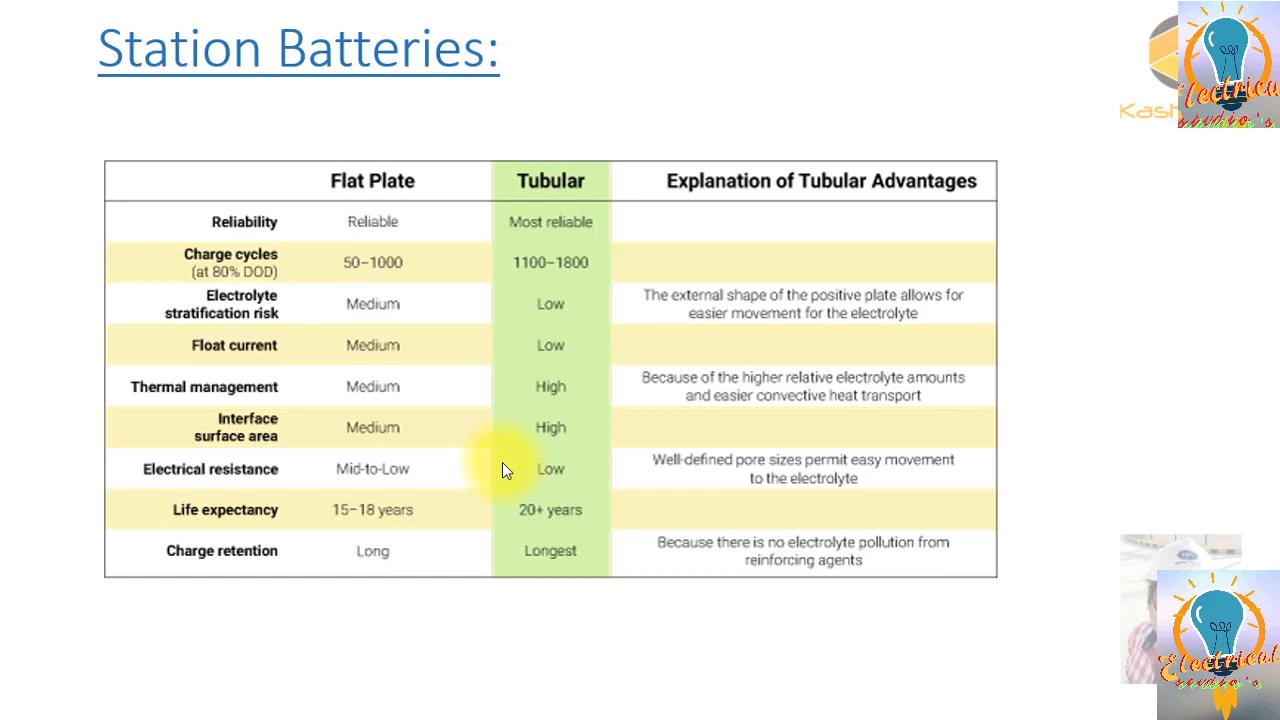 Station Batteries:
Kash
Electrical
studio's
Flat Plate Tubular Explanation of Tubular Advantages
Reliability Reliable Most reliable
Charge cycles
(at 80% DOD) 50–1000 1100–1800
Electrolyte
stratification risk Medium Low The external shape of the positive plate allows for
easier movement for the electrolyte
Float current Medium Low
Thermal management Medium High Because of the higher relative electrolyte amounts
and easier convective heat transport
Interface
surface area Medium High
Electrical resistance Mid-to-Low Low Well-defined pore sizes permit easy movement
to the electrolyte
Life expectancy 15–18 years 20+ years
Charge retention Long Longest Because there is no electrolyte pollution from
reinforcing agents
Electrical
studio's